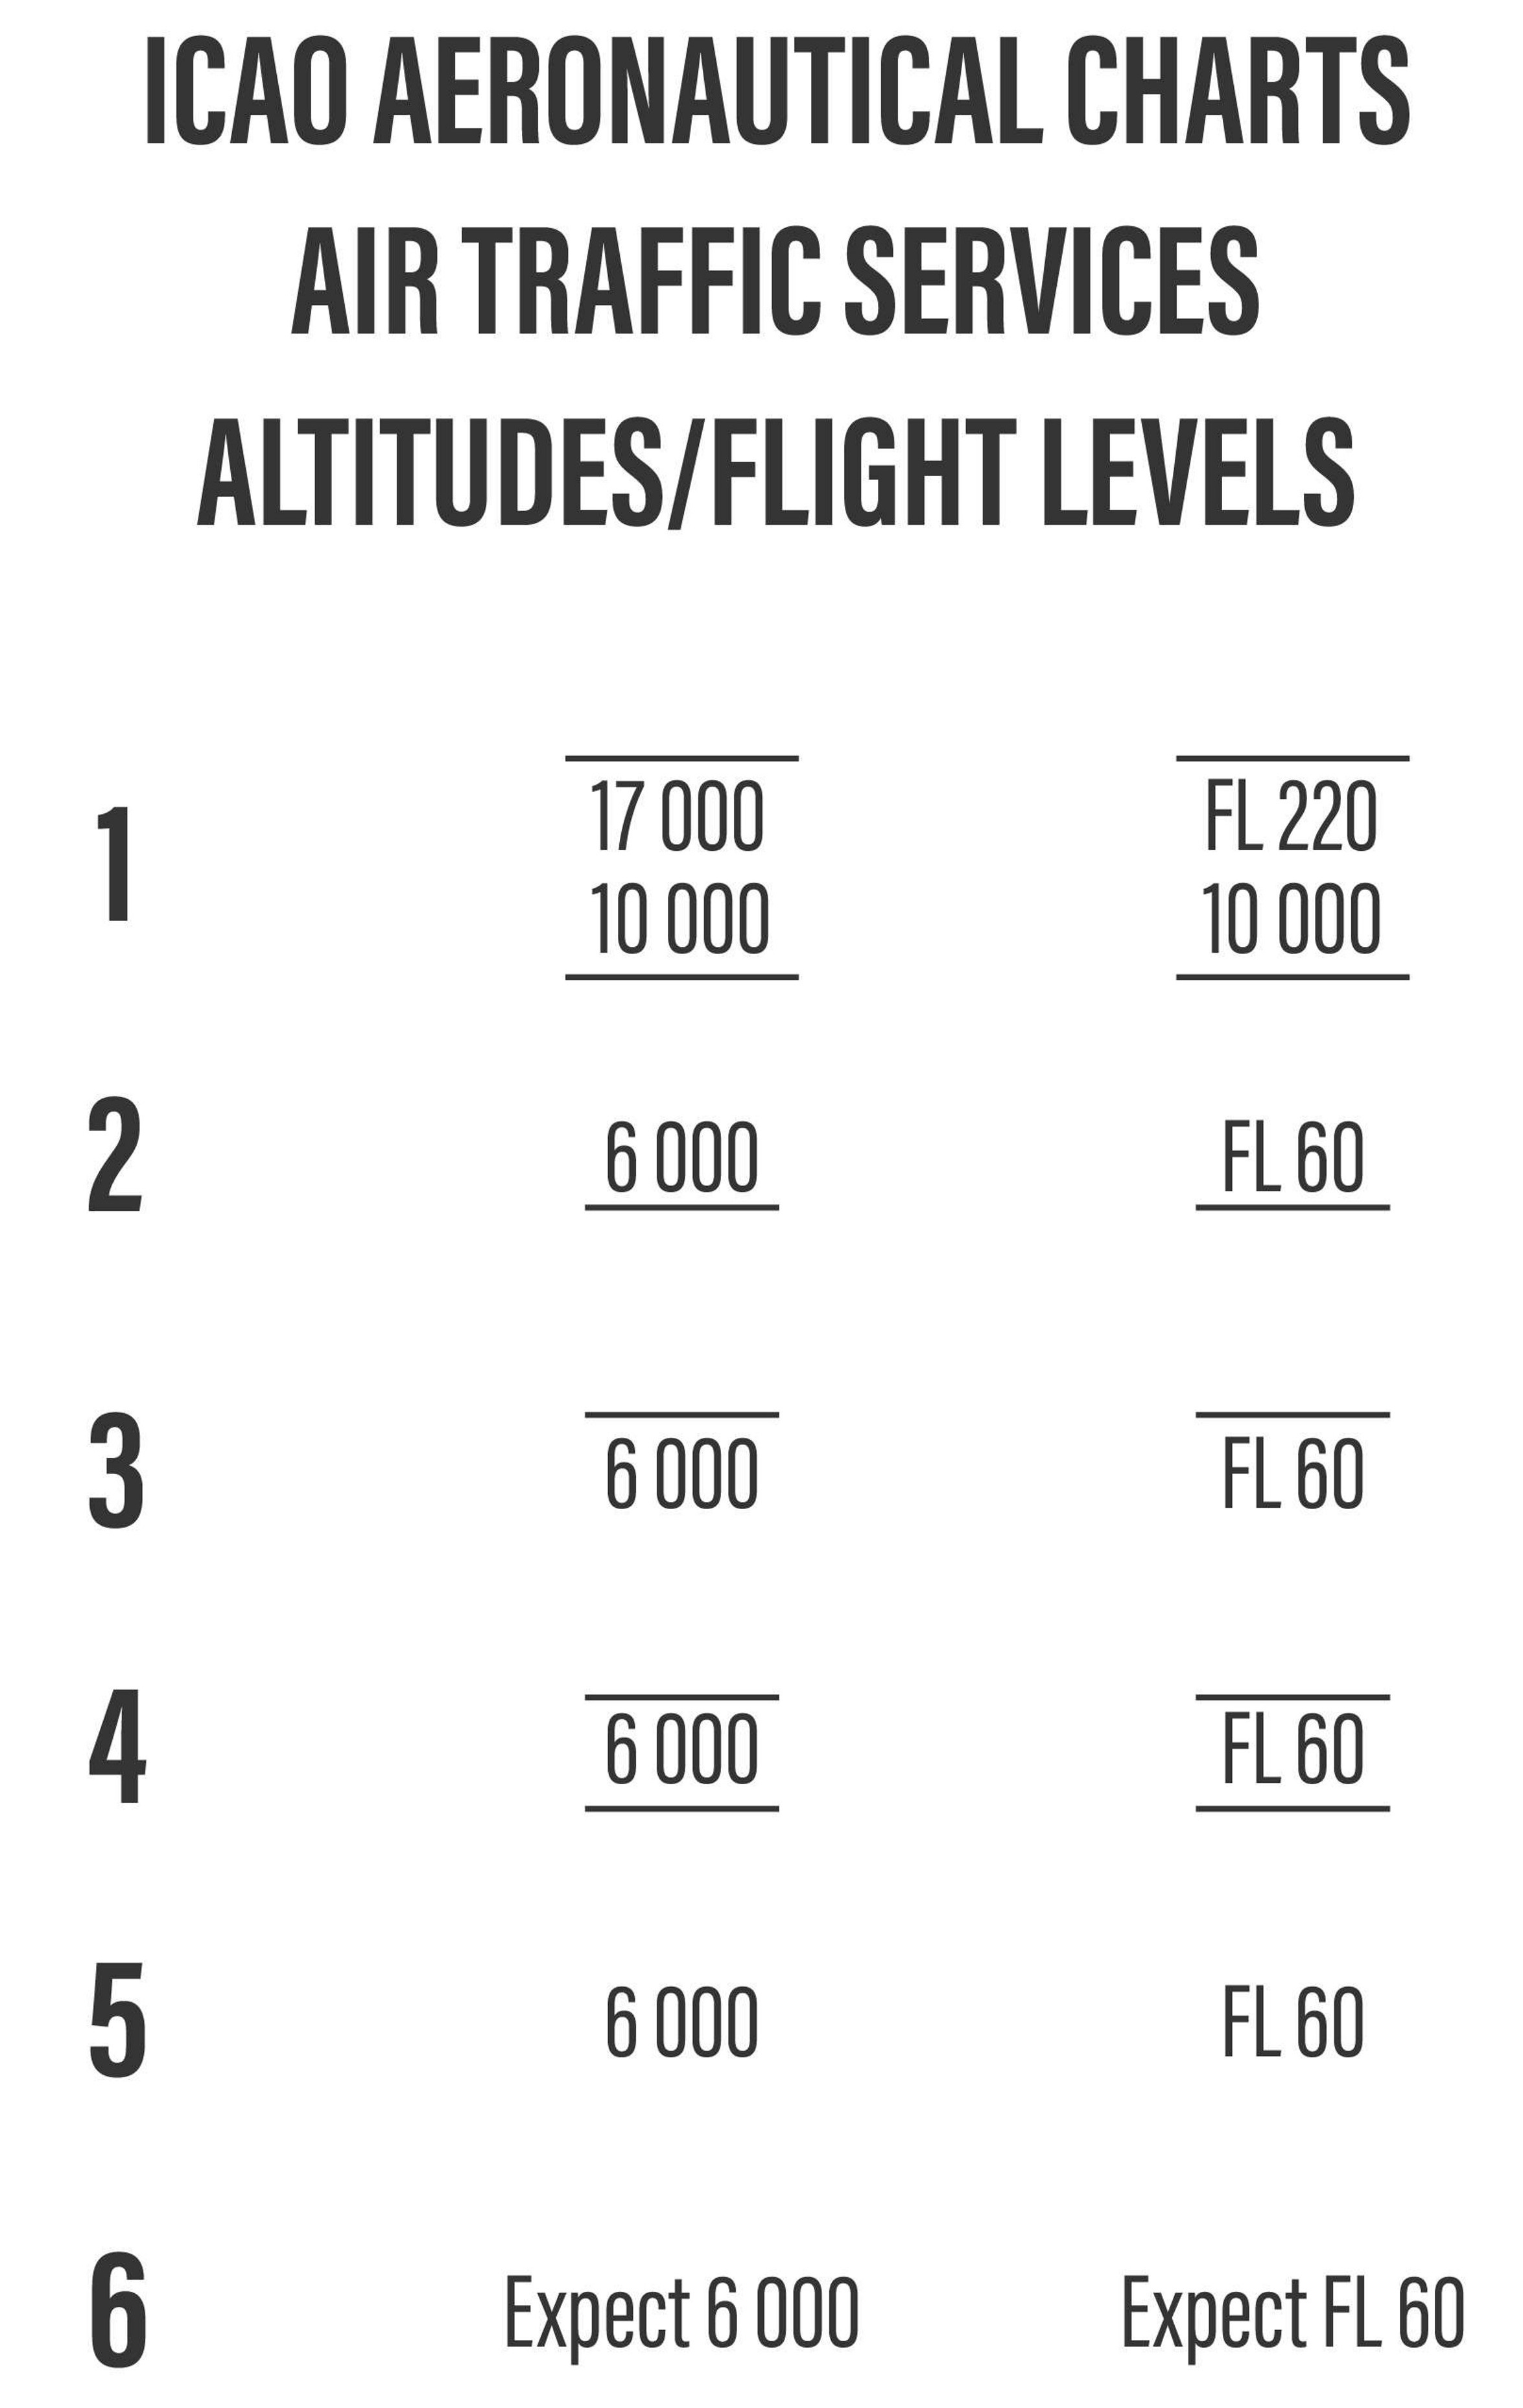 ICAO AERONAUTICAL CHARTS
AIR TRAFFIC SERVICES
ALTITUDES/FLIGHT LEVELS
1
17 000
10 000
FL 220
10 000
2
6 000
FL 60
3
6 000
FL 60
4
6 000
FL 60
5
6 000
FL 60
6
Expect 6 000
Expect FL 60